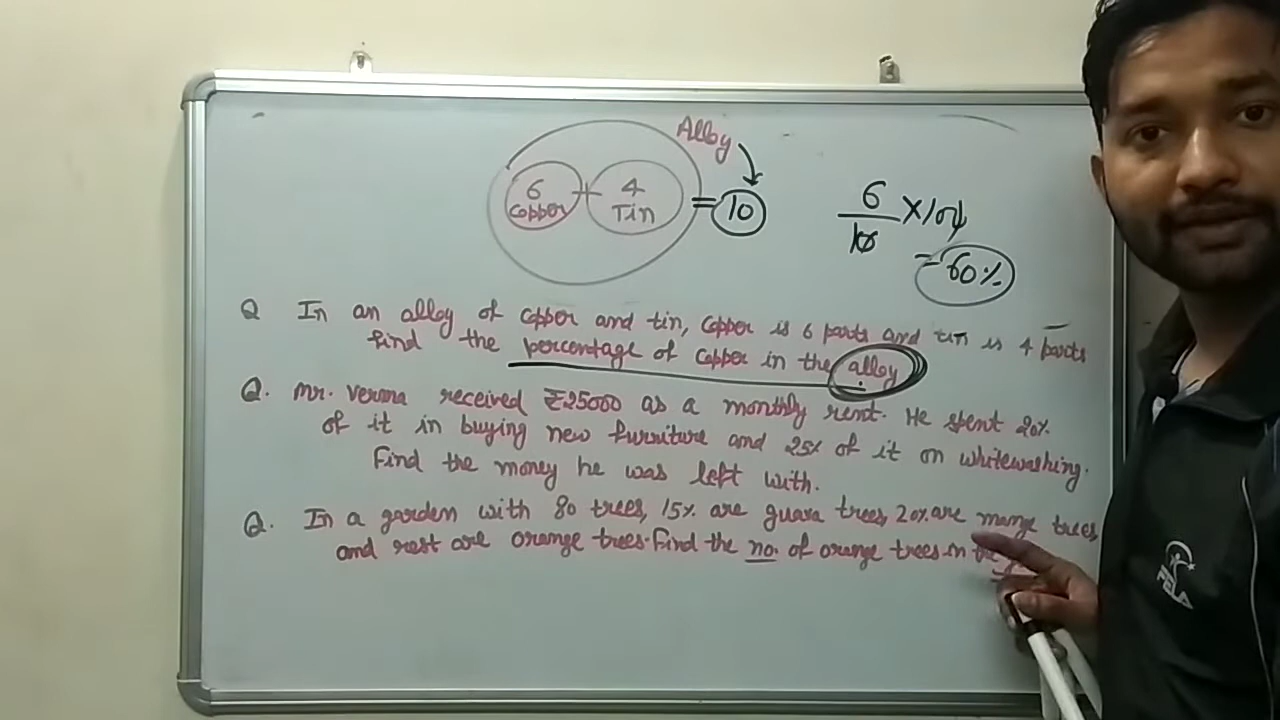 Alloy
6 + 4 = 10
Copper Tin
6/10 X100
= 60%
Q In an alloy of copper and tin, copper is 6 parts and tin is 4 parts
find the percentage of copper in the alloy
Q. Mr. Verma received ₹25000 as a monthly rent. He spent 20%
of it in buying new furniture and 25% of it on whitewashing.
Find the money he was left with.
Q. In a garden with 80 trees, 15% are guava trees, 20% are mango trees
and rest are orange trees. Find the no. of orange trees in the
FELA